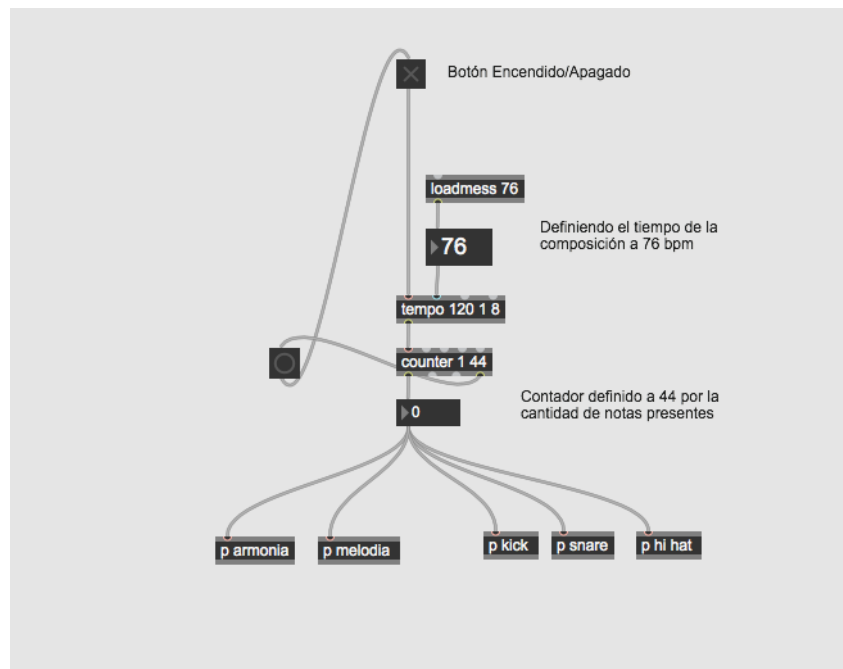 Botón Encendido/Apagado
loadmess 76
76
Definiendo el tiempo de la
composición a 76 bpm
tempo 120 1 8
counter 1 44
0
Contador definido a 44 por la
cantidad de notas presentes
p armonia
p melodia
p kick
p snare
p hi hat